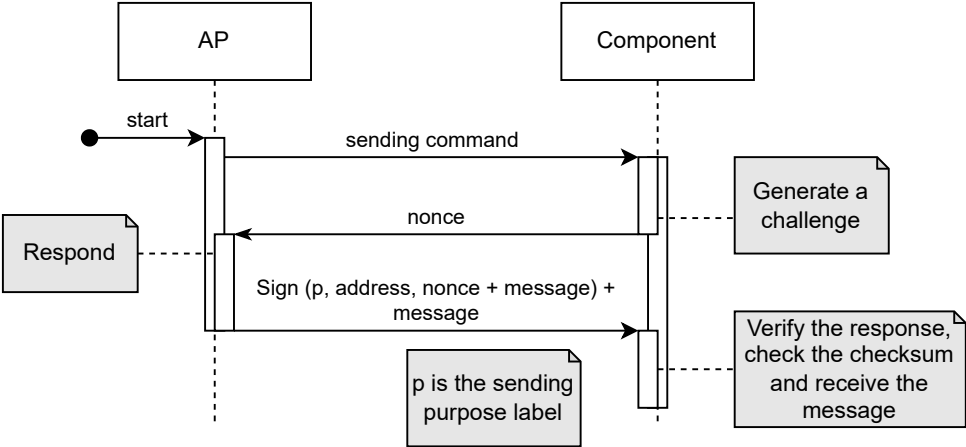 AP
Component
start
sending command
Generate a
challenge
nonce
Respond
Sign (p, address, nonce + message) +
message
Verify the response,
check the checksum
and receive the
message
p is the sending
purpose label